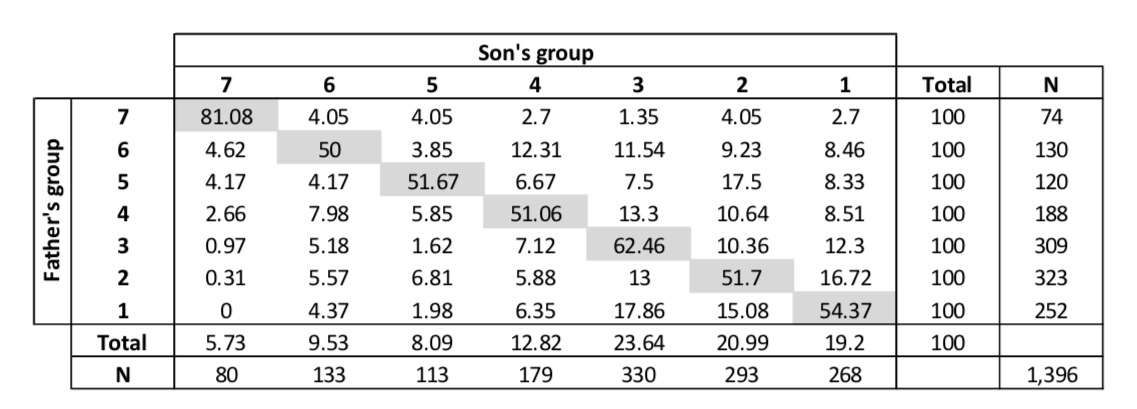 Son's group
7 6 5 4 3 2 1 Total N
Father's group
7 81.08 4.05 4.05 2.7 1.35 4.05 2.7 100 74
6 4.62 50 3.85 12.31 11.54 9.23 8.46 100 130
5 4.17 4.17 51.67 6.67 7.5 17.5 8.33 100 120
4 2.66 7.98 5.85 51.06 13.3 10.64 8.51 100 188
3 0.97 5.18 1.62 7.12 62.46 10.36 12.3 100 309
2 0.31 5.57 6.81 5.88 13 51.7 16.72 100 323
1 0 4.37 1.98 6.35 17.86 15.08 54.37 100 252
Total 5.73 9.53 8.09 12.82 23.64 20.99 19.2 100
N 80 133 113 179 330 293 268 1,396